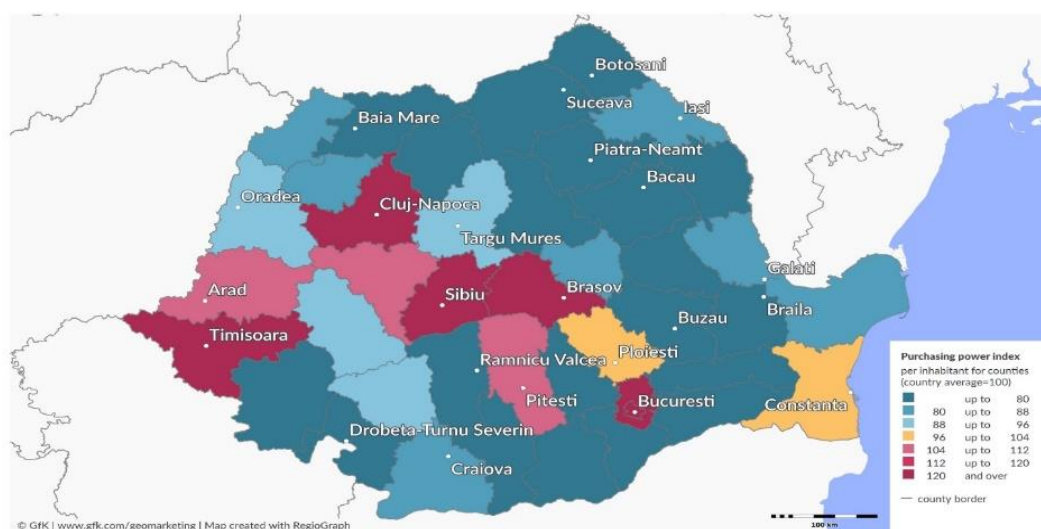 Botosani
Suceava
Iasi
Baia Mare
Piatra-Neamt
Bacau
Oradea
Cluj-Napoca
Targu Mures
Galati
Arad
Sibiu
Brasov
Braila
Timisoara
Buzau
Ramnicu Valcea
Ploiesti
Pitesti
Bucuresti
Constanta
Drobeta-Turnu Severin
Craiova
Purchasing power index
per inhabitant for counties
(country average=100)
up to 80
80 up to 88
88 up to 96
96 up to 104
104 up to 112
112 up to 120
120 and over
county border
100 km
© GfK | www.gfk.com/geomarketing | Map created with RegioGraph